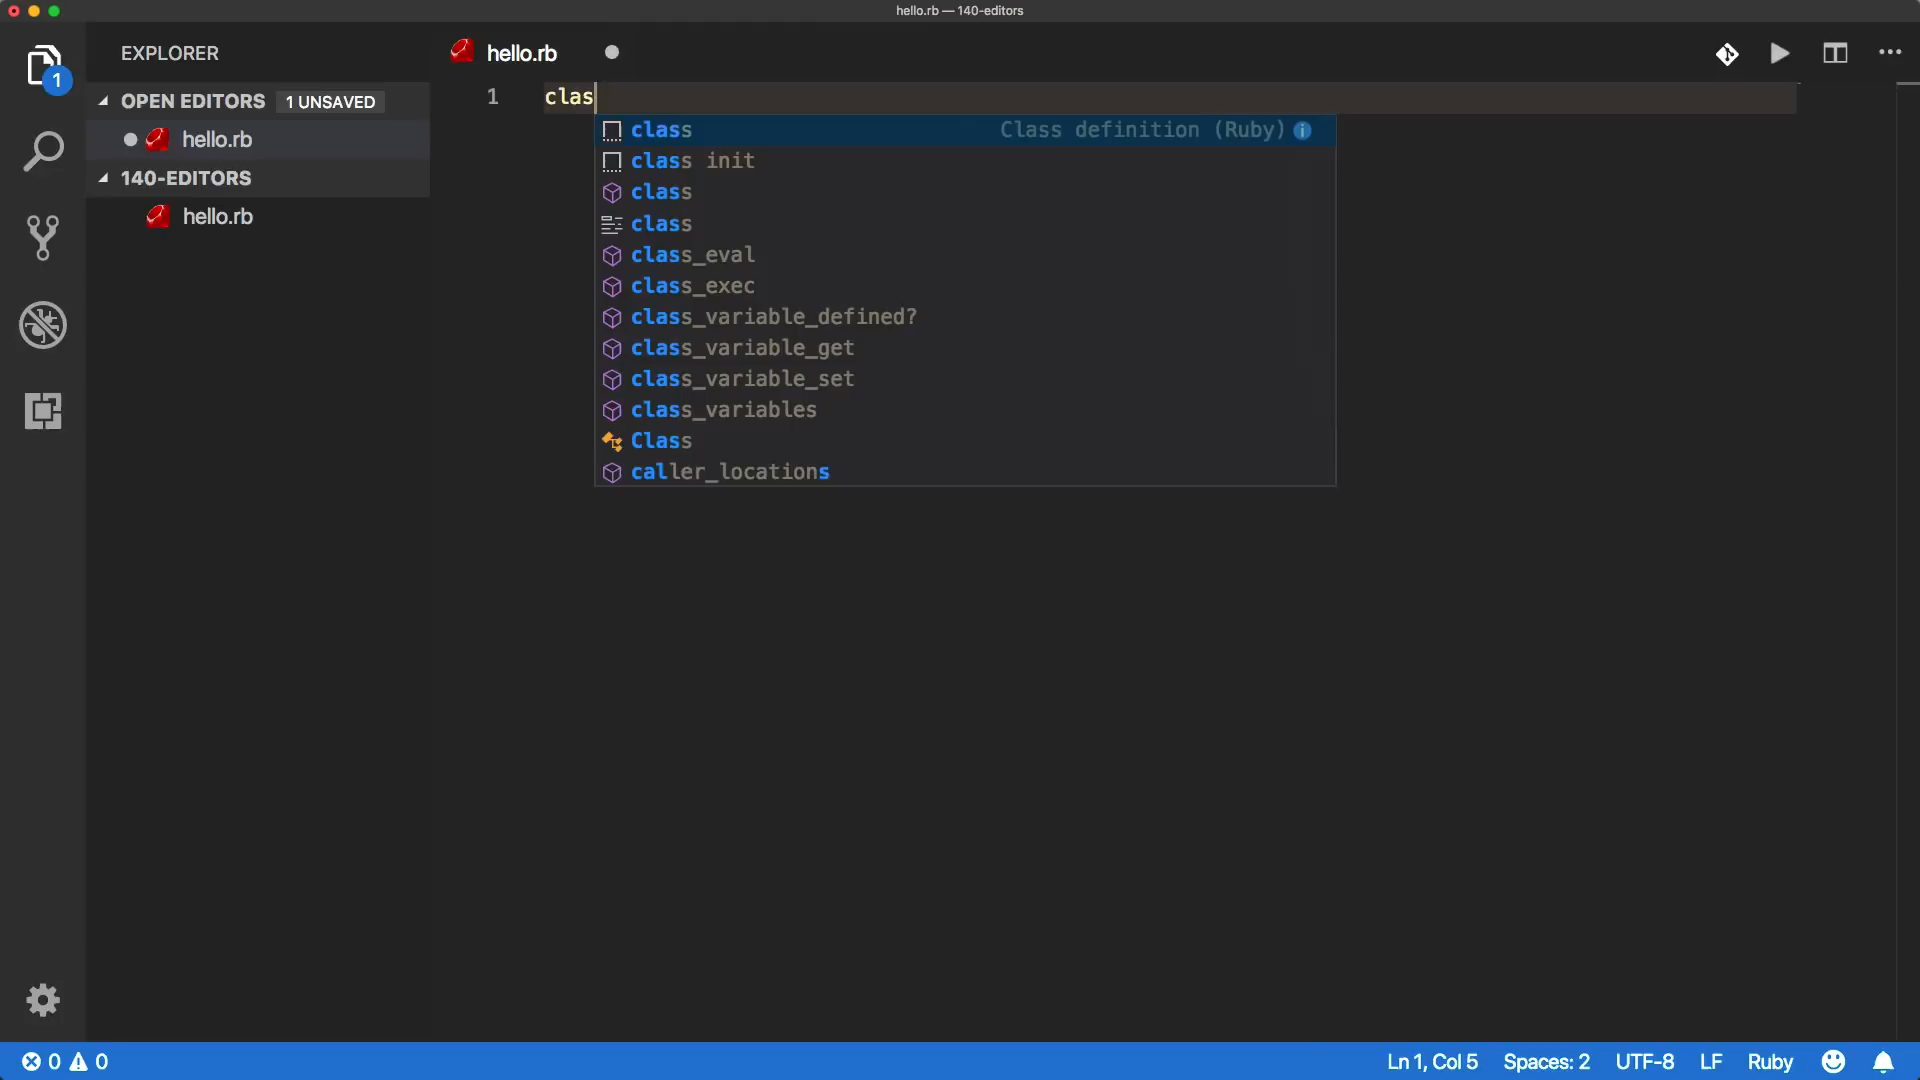 hello.rb — 140-editors
EXPLORER
1
OPEN EDITORS 1 UNSAVED
hello.rb
140-EDITORS
hello.rb
hello.rb
1 clas
class Class definition (Ruby)
class init
class
class
class_eval
class_exec
class_variable_defined?
class_variable_get
class_variable_set
class_variables
Class
caller_locations
0 0
Ln 1, Col 5 Spaces: 2 UTF-8 LF Ruby